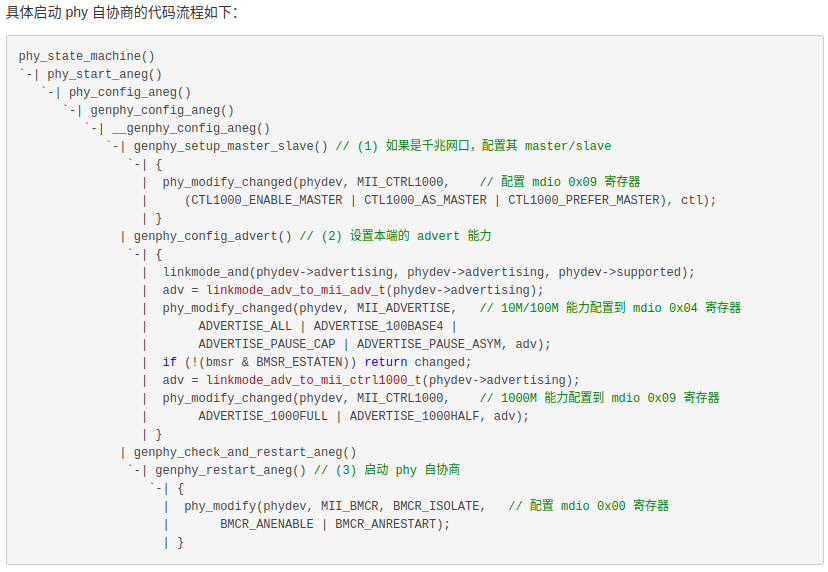 具体启动 phy 自协商的代码流程如下：
phy_state_machine()
`-| phy_start_aneg()
   `-| phy_config_aneg()
      `-| genphy_config_aneg()
         `-| __genphy_config_aneg()
            `-| genphy_setup_master_slave() // (1) 如果是千兆网口，配置其 master/slave
               `-| {
                 |  phy_modify_changed(phydev, MII_CTRL1000,    // 配置 mdio 0x09 寄存器
                 |     (CTL1000_ENABLE_MASTER | CTL1000_AS_MASTER | CTL1000_PREFER_MASTER), ctl);
                 | }
              | genphy_config_advert() // (2) 设置本端的 advert 能力
               `-| {
                 |  linkmode_and(phydev->advertising, phydev->advertising, phydev->supported);
                 |  adv = linkmode_adv_to_mii_adv_t(phydev->advertising);
                 |  phy_modify_changed(phydev, MII_ADVERTISE,   // 10M/100M 能力配置到 mdio 0x04 寄存器
                 |       ADVERTISE_ALL | ADVERTISE_100BASE4 |
                 |       ADVERTISE_PAUSE_CAP | ADVERTISE_PAUSE_ASYM, adv);
                 |  if (!(bmsr & BMSR_ESTATEN)) return changed;
                 |  adv = linkmode_adv_to_mii_ctrl1000_t(phydev->advertising);
                 |  phy_modify_changed(phydev, MII_CTRL1000,    // 1000M 能力配置到 mdio 0x09 寄存器
                 |       ADVERTISE_1000FULL | ADVERTISE_1000HALF, adv);
                 | }
              | genphy_check_and_restart_aneg()
               `-| genphy_restart_aneg() // (3) 启动 phy 自协商
                  `-| {
                    |  phy_modify(phydev, MII_BMCR, BMCR_ISOLATE,   // 配置 mdio 0x00 寄存器
                    |       BMCR_ANENABLE | BMCR_ANRESTART);
                    | }